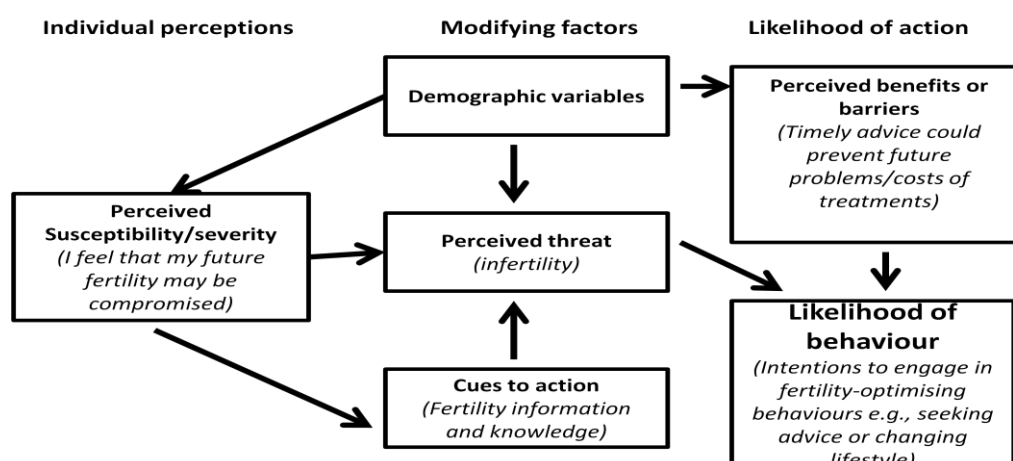 Individual perceptions
Modifying factors
Likelihood of action
Demographic variables
Perceived benefits or
barriers
(Timely advice could
prevent future
problems/costs of
treatments)
Perceived
Susceptibility/severity
(I feel that my future
fertility may be
compromised)
Perceived threat
(infertility)
Cues to action
(Fertility information
and knowledge)
Likelihood of
behaviour
(Intentions to engage in
fertility-optimising
behaviours e.g., seeking
advice or changing
lifestyle)